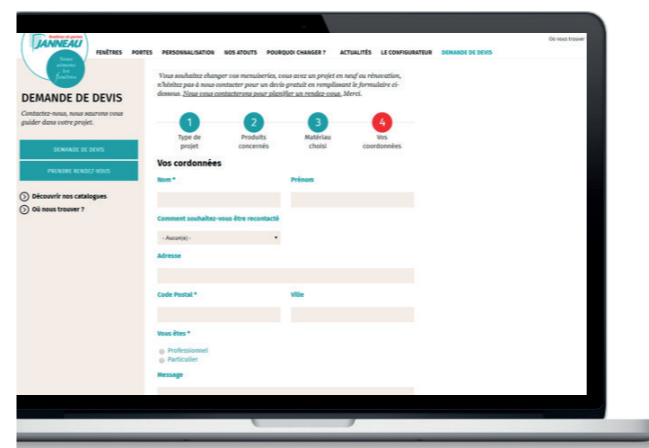 Où nous trouver
JANNEAU
FENÊTRES PORTES PERSONNALISATION NOS ATOUTS POURQUOI CHANGER ? ACTUALITÉS LE CONFIGURATEUR DEMANDE DE DEVIS
DEMANDE DE DEVIS
Contactez-nous, nous saurons vous
guider dans votre projet.
DEMANDE DE DEVIS
PRENDRE RENDEZ-VOUS
Découvrir nos catalogues
Où nous trouver ?
Vous souhaitez changer vos menuiseries, vous avez un projet en neuf ou rénovation,
n'hésitez pas à nous contacter pour un devis gratuit en remplissant le formulaire ci-
dessous. Nous vous contacterons pour planifier un rendez-vous. Merci.
1 2 3 4
Type de projet Produits concernés Matériau choisi Vos coordonnées
Vos cordonnées
Nom * Prénom
Comment souhaitez-vous être recontacté
- Aucun(e) -
Adresse
Code Postal * Ville
Vous êtes *
Professionnel
Particulier
Message